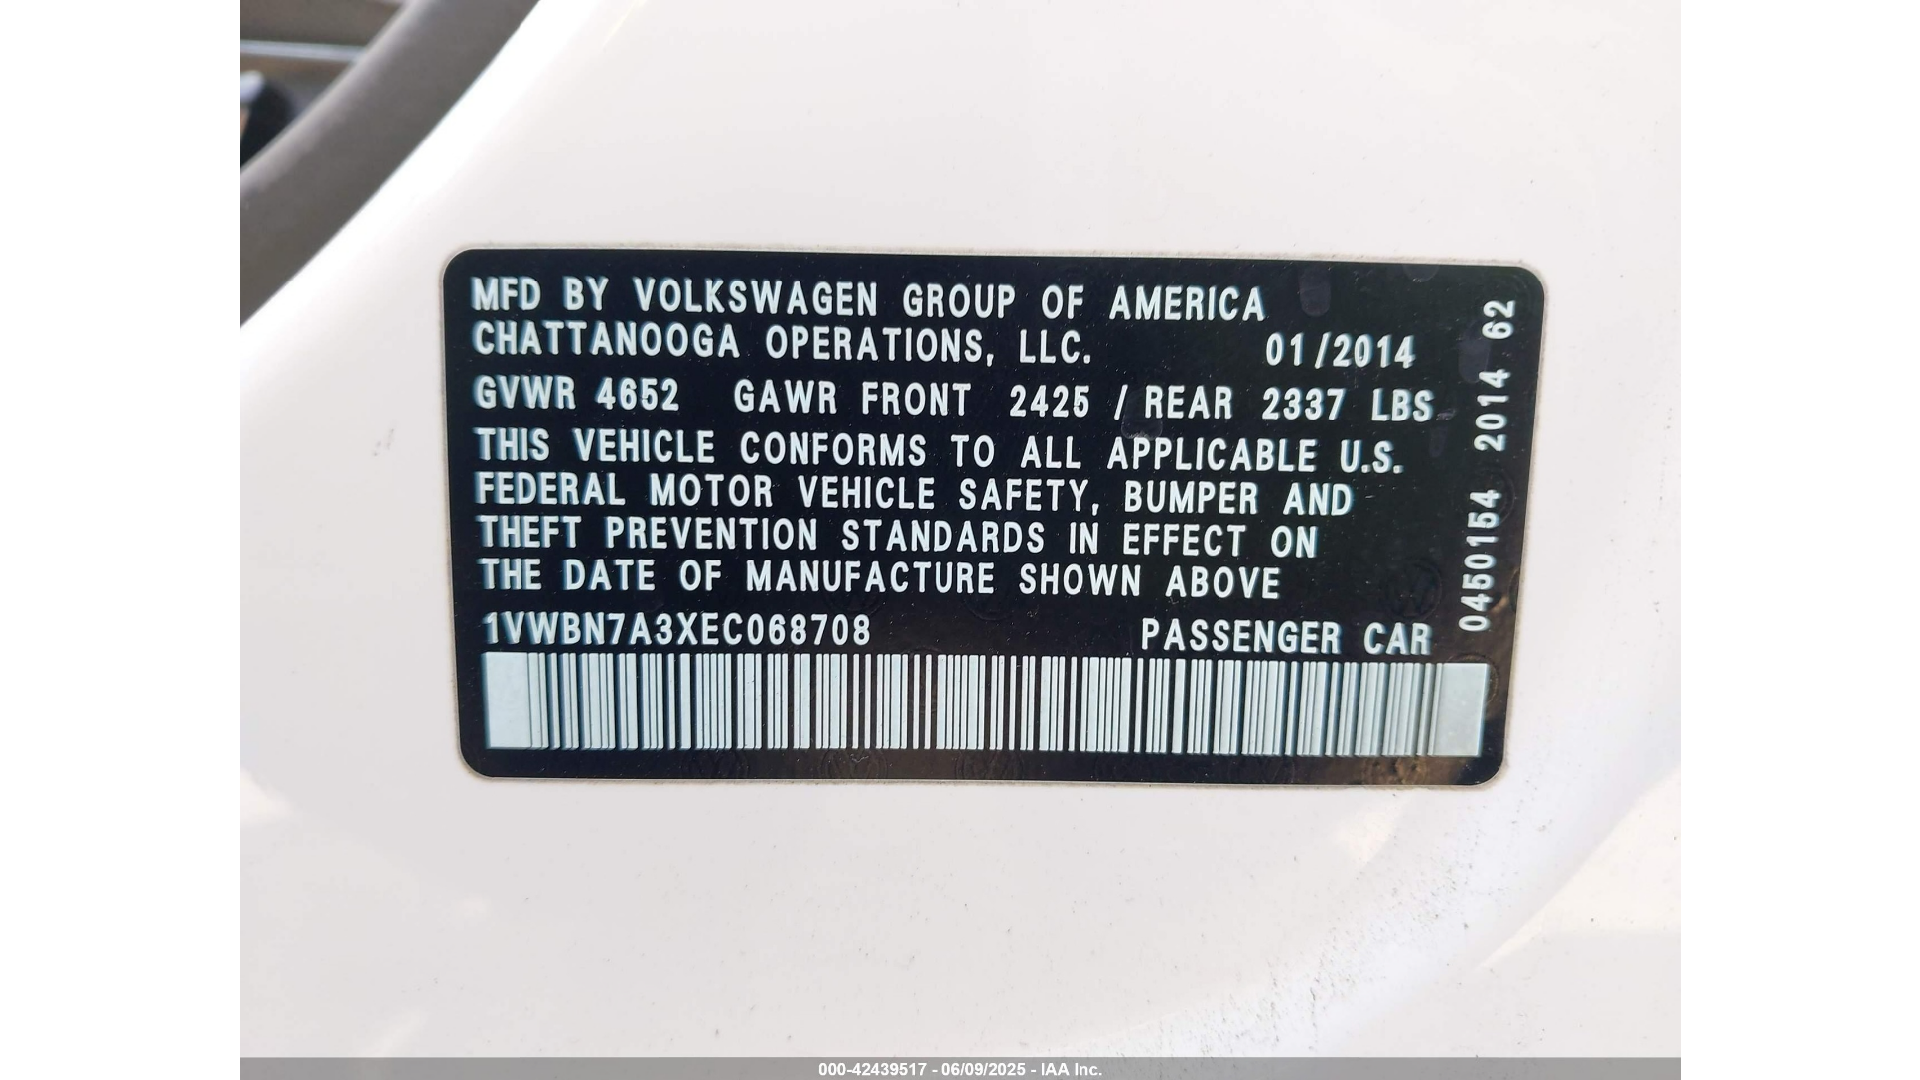 MFD BY VOLKSWAGEN GROUP OF AMERICA
CHATTANOOGA OPERATIONS, LLC. 01/2014
GVWR 4652 GAWR FRONT 2425 / REAR 2337 LBS
THIS VEHICLE CONFORMS TO ALL APPLICABLE U.S.
FEDERAL MOTOR VEHICLE SAFETY, BUMPER AND
THEFT PREVENTION STANDARDS IN EFFECT ON
THE DATE OF MANUFACTURE SHOWN ABOVE
1VWBN7A3XEC068708 PASSENGER CAR
0450154 2014 62
000-42439517 - 06/09/2025 - IAA Inc.